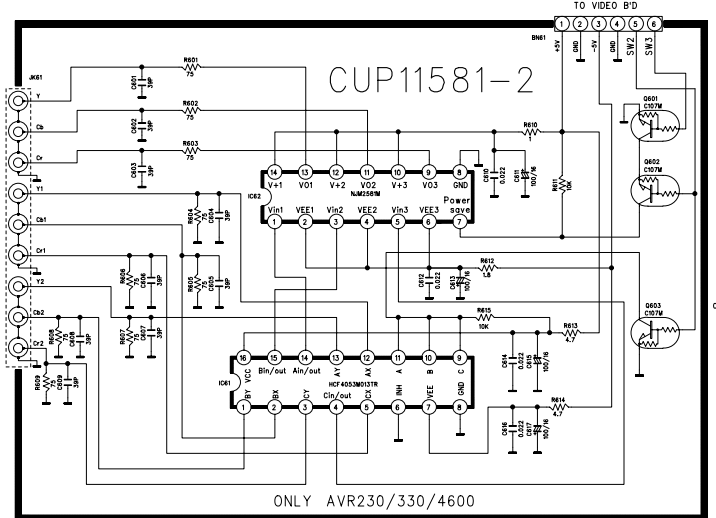 TO VIDEO B'D
BN61
1 2 3 4 5 6
+5V GND -5V GND SW2 SW3
CUP11581-2
JK61
Y
Cb
Cr
Y1
Cb1
Cr1
Y2
Cb2
Cr2
R601 75
C601 39P
R602 75
C602 39P
R603 75
C603 39P
R604 75
C604 39P
R605 75
C605 39P
R606 75
C606 39P
R607 75
C607 39P
R608 75
C608 39P
R609 75
C609 39P
R610 1
C610 0.022
C611 100/16
R611 10K
Q601 C107M
Q602 C107M
Q603 C107M
14 13 12 11 10 9 8
V+1 VO1 V+2 VO2 V+3 VO3 GND
IC62 NJM2581M
Power save
Vin1 VEE1 Vin2 VEE2 Vin3 VEE3
1 2 3 4 5 6 7
R612 1.8
C612 0.022
C613 100/16
R615 10K
R613 4.7
C614 0.022
C615 100/16
R614 4.7
C616 0.022
C617 100/16
16 15 14 13 12 11 10 9
VCC Bin/out Ain/out AY AX A B C
IC61 HCF4053M013TR
BY BX CY Cin/out CX INH VEE GND
1 2 3 4 5 6 7 8
ONLY AVR230/330/4600